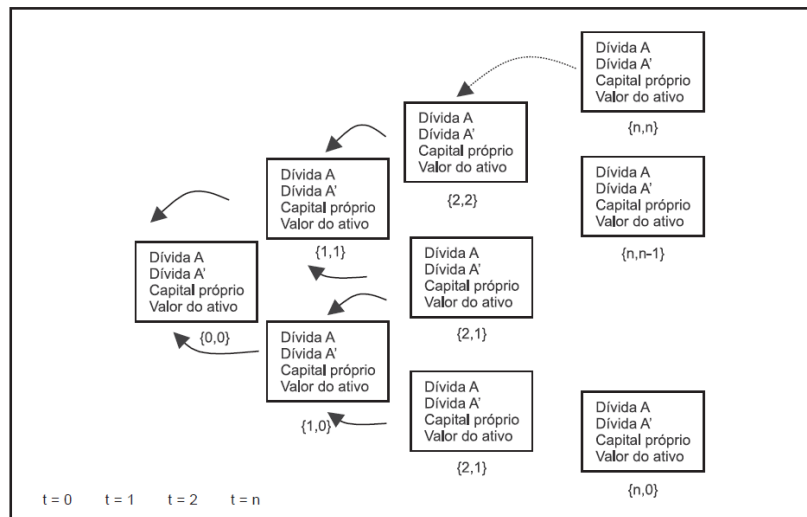 Dívida A
Dívida A'
Capital próprio
Valor do ativo
{n,n}
Dívida A
Dívida A'
Capital próprio
Valor do ativo
{2,2}
Dívida A
Dívida A'
Capital próprio
Valor do ativo
{n,n-1}
Dívida A
Dívida A'
Capital próprio
Valor do ativo
{1,1}
Dívida A
Dívida A'
Capital próprio
Valor do ativo
{0,0}
Dívida A
Dívida A'
Capital próprio
Valor do ativo
{2,1}
Dívida A
Dívida A'
Capital próprio
Valor do ativo
{1,0}
Dívida A
Dívida A'
Capital próprio
Valor do ativo
{2,1}
Dívida A
Dívida A'
Capital próprio
Valor do ativo
{n,0}
t = 0 t = 1 t = 2 t = n